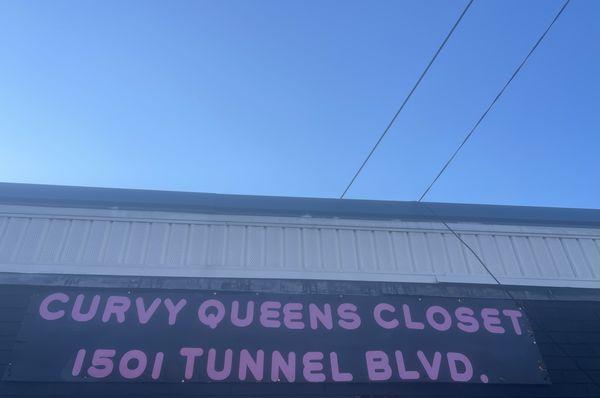 CURVY QUEENS CLOSET
1501 TUNNEL BLVD.